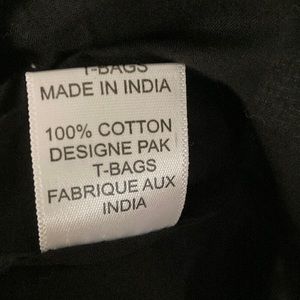 T-BAGS
MADE IN INDIA
100% COTTON
DESIGNE PAK
T-BAGS
FABRIQUE AUX
INDIA